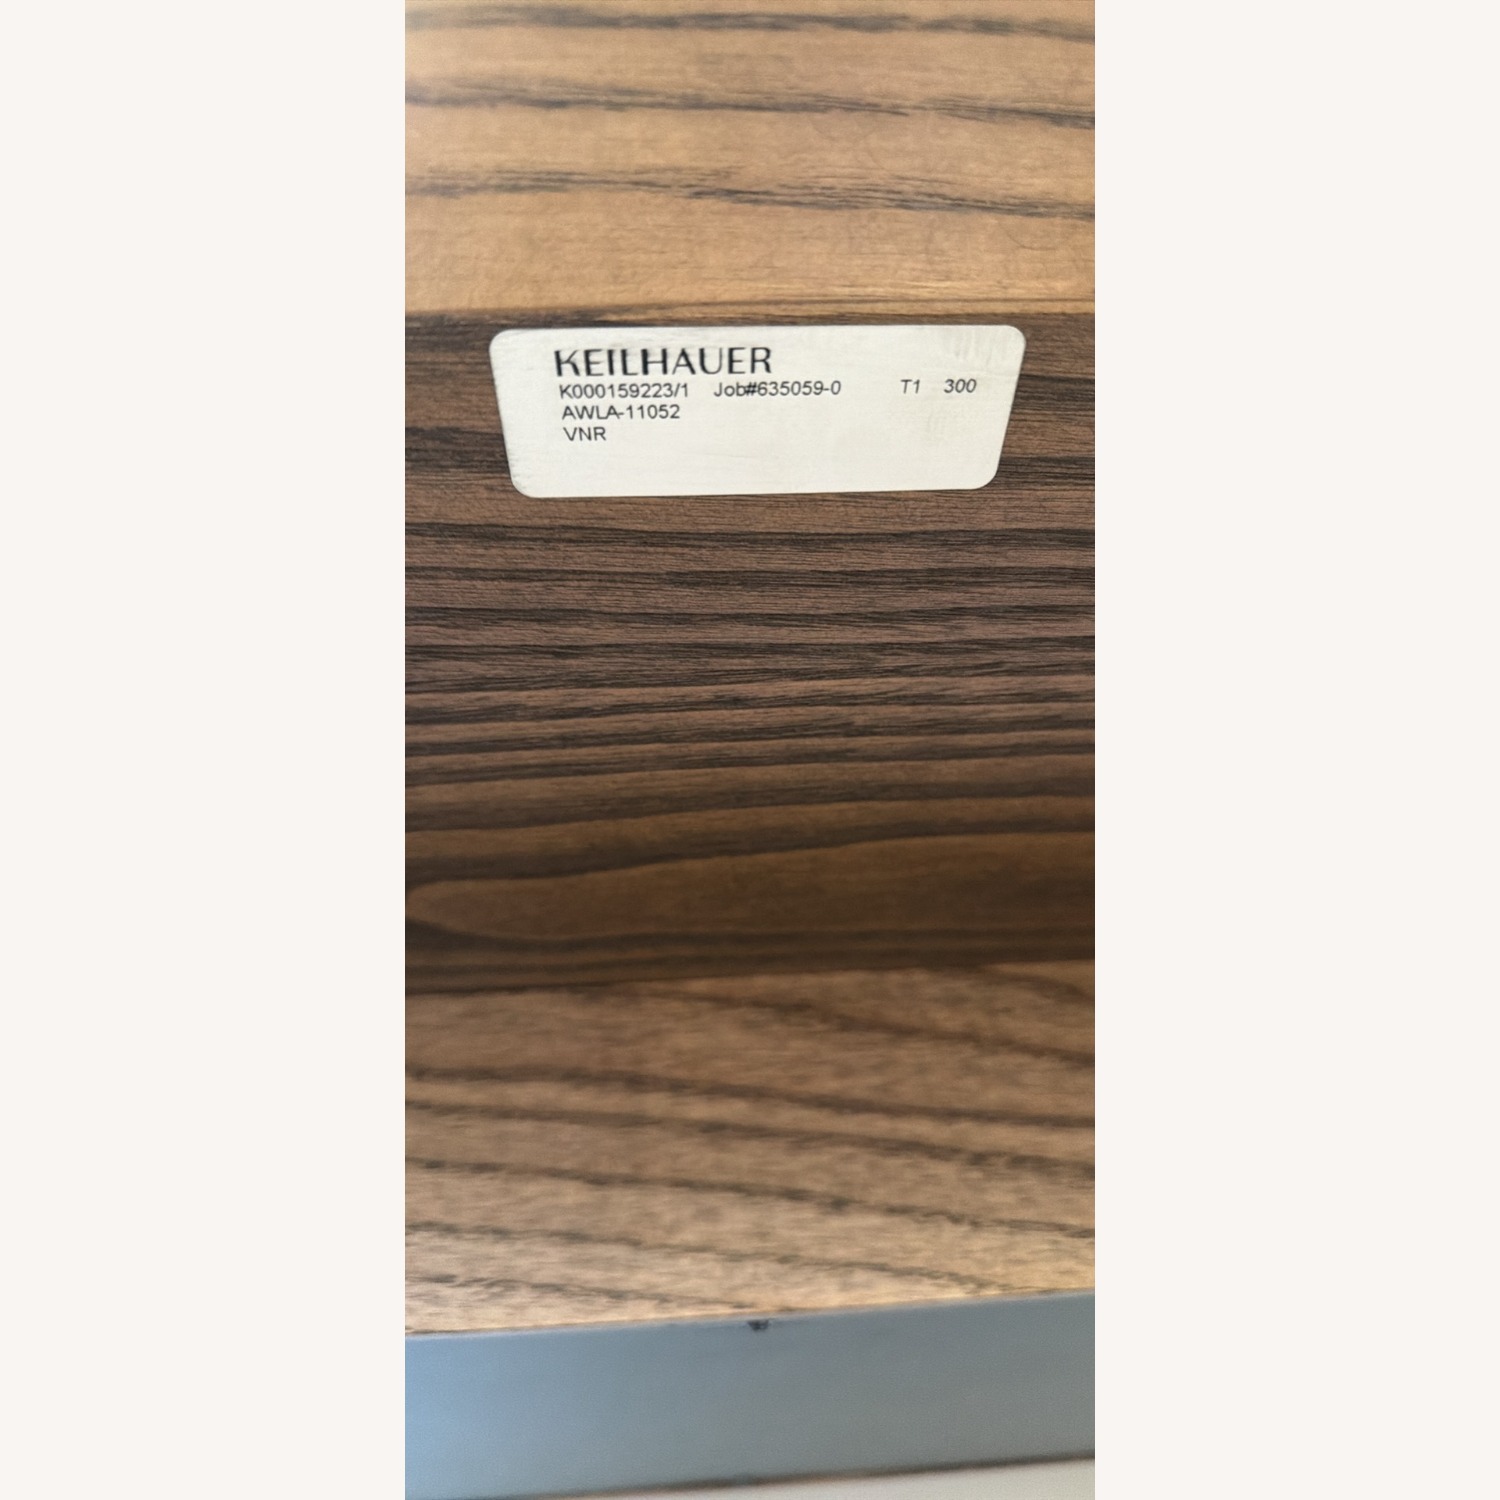 KEILHAUER
K000159223/1 Job#635059-0 T1 300
AWLA-11052
VNR